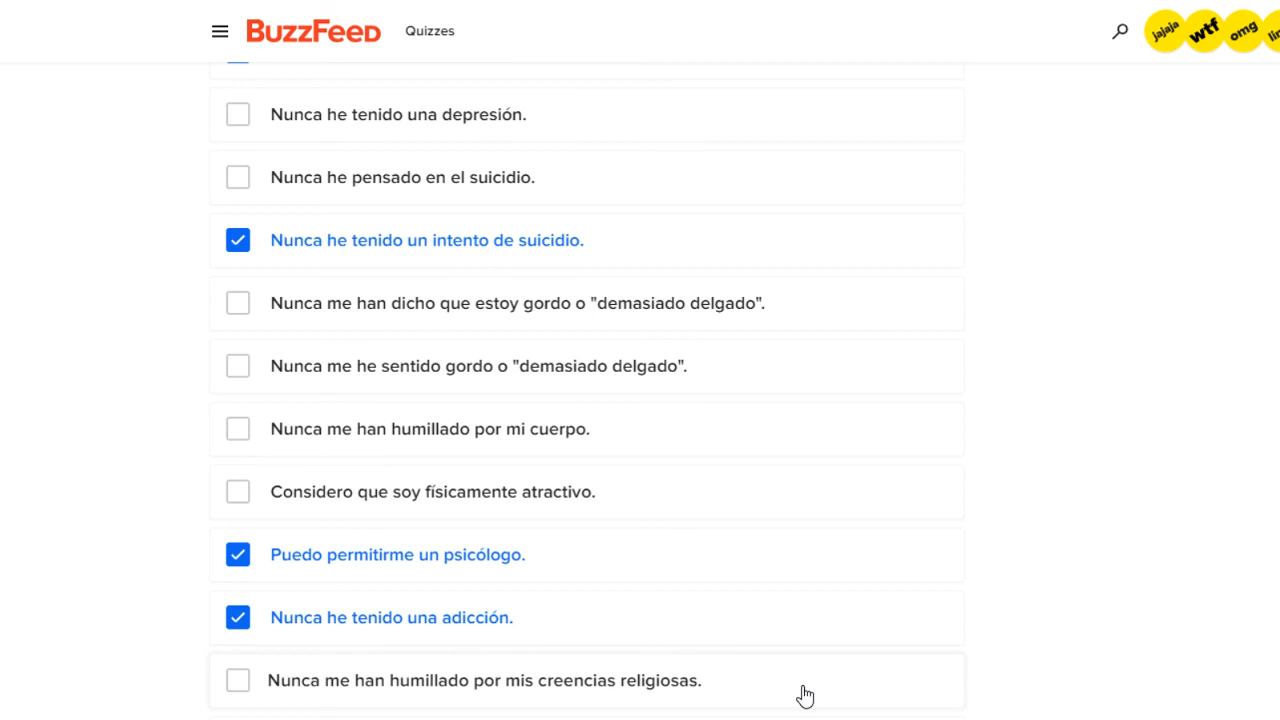 BuzzFeed Quizzes jajaja wtf omg
Nunca he tenido una depresión.
Nunca he pensado en el suicidio.
Nunca he tenido un intento de suicidio.
Nunca me han dicho que estoy gordo o "demasiado delgado".
Nunca me he sentido gordo o "demasiado delgado".
Nunca me han humillado por mi cuerpo.
Considero que soy físicamente atractivo.
Puedo permitirme un psicólogo.
Nunca he tenido una adicción.
Nunca me han humillado por mis creencias religiosas.